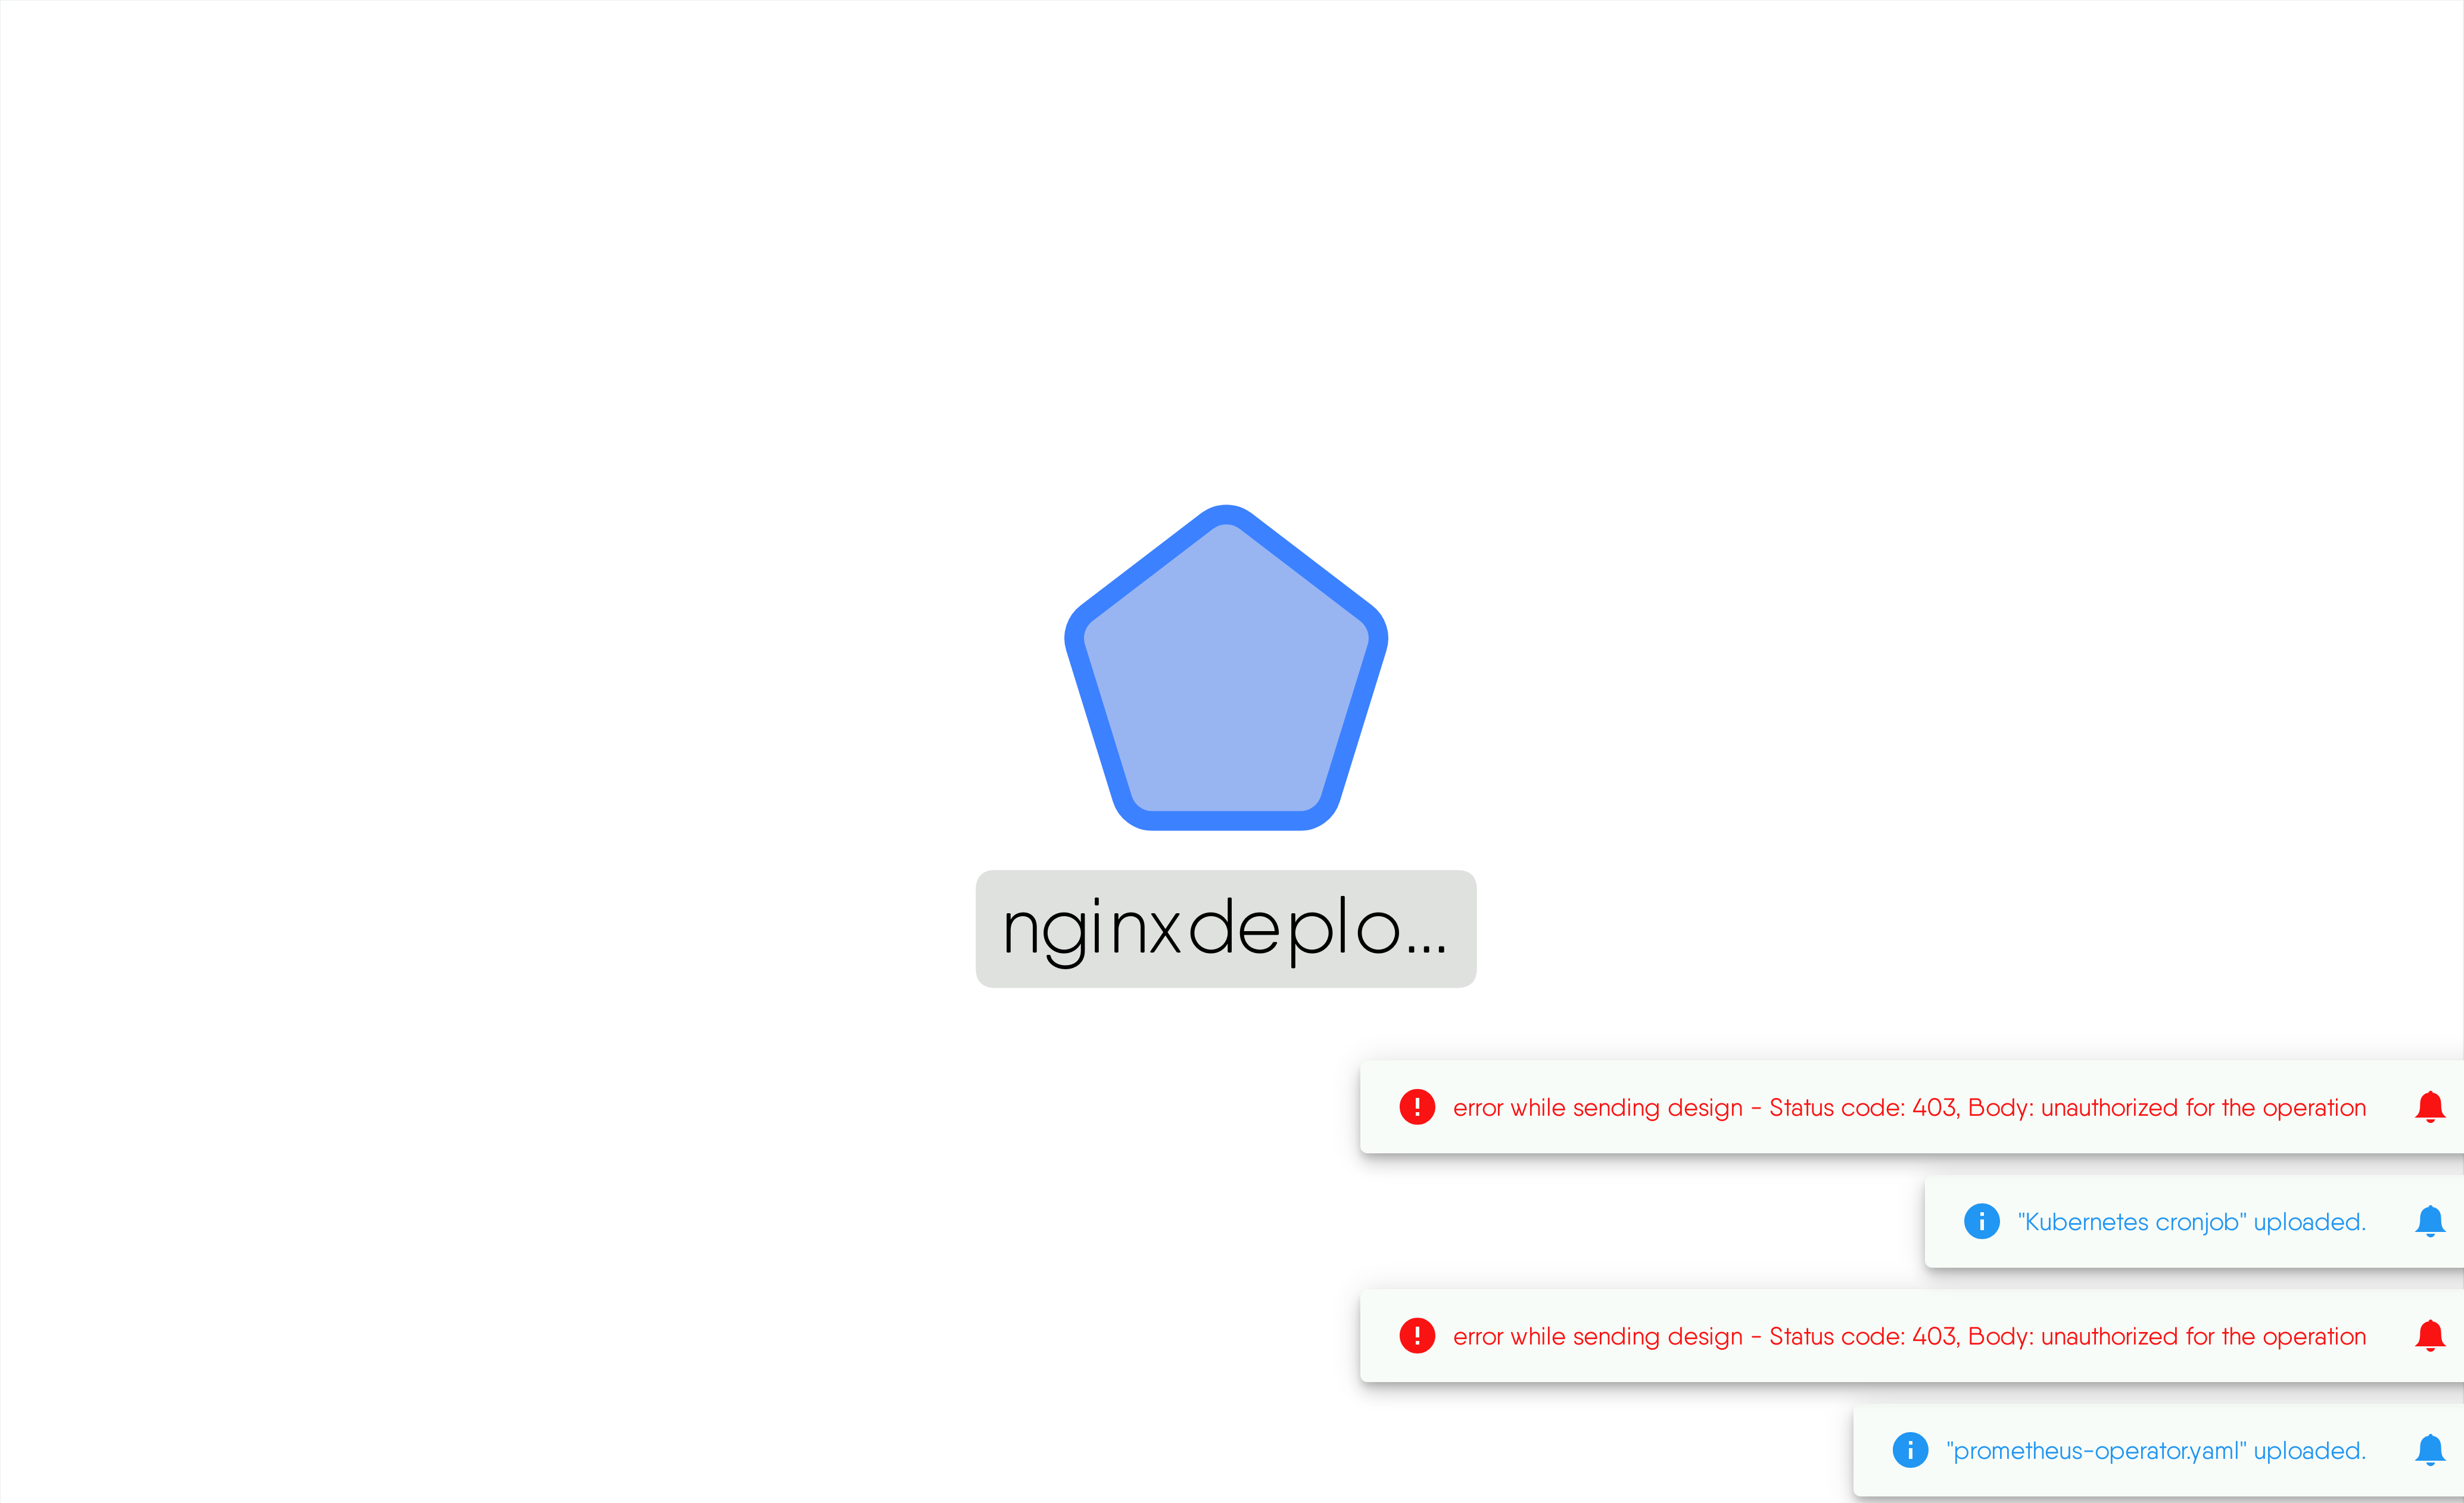 nginxdeplo...
error while sending design - Status code: 403, Body: unauthorized for the operation
"Kubernetes cronjob" uploaded.
error while sending design - Status code: 403, Body: unauthorized for the operation
"prometheus-operator.yaml" uploaded.